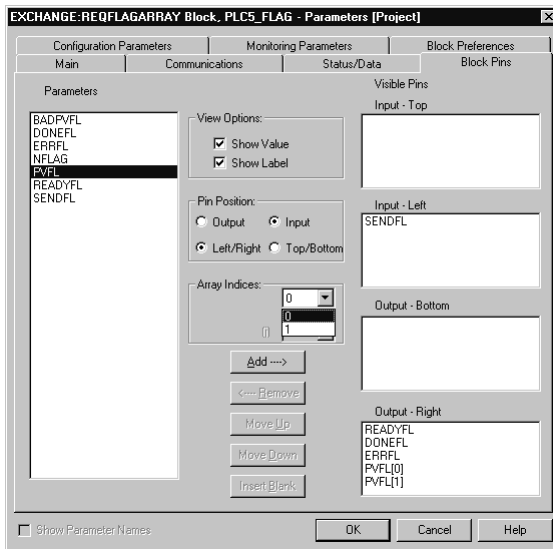 EXCHANGE:REQFLAGARRAY Block, PLC5_FLAG - Parameters [Project]
Configuration Parameters
Monitoring Parameters
Block Preferences
Main
Communications
Status/Data
Block Pins
Parameters
BADPVFL
DONEFL
ERRFL
NFLAG
PVFL
READYFL
SENDFL
View Options:
Show Value
Show Label
Pin Position:
Output
Input
Left/Right
Top/Bottom
Array Indices:
0
0
1
Add ---->
<---- Remove
Move Up
Move Down
Insert Blank
Visible Pins
Input - Top
Input - Left
SENDFL
Output - Bottom
Output - Right
READYFL
DONEFL
ERRFL
PVFL[0]
PVFL[1]
Show Parameter Names
OK
Cancel
Help